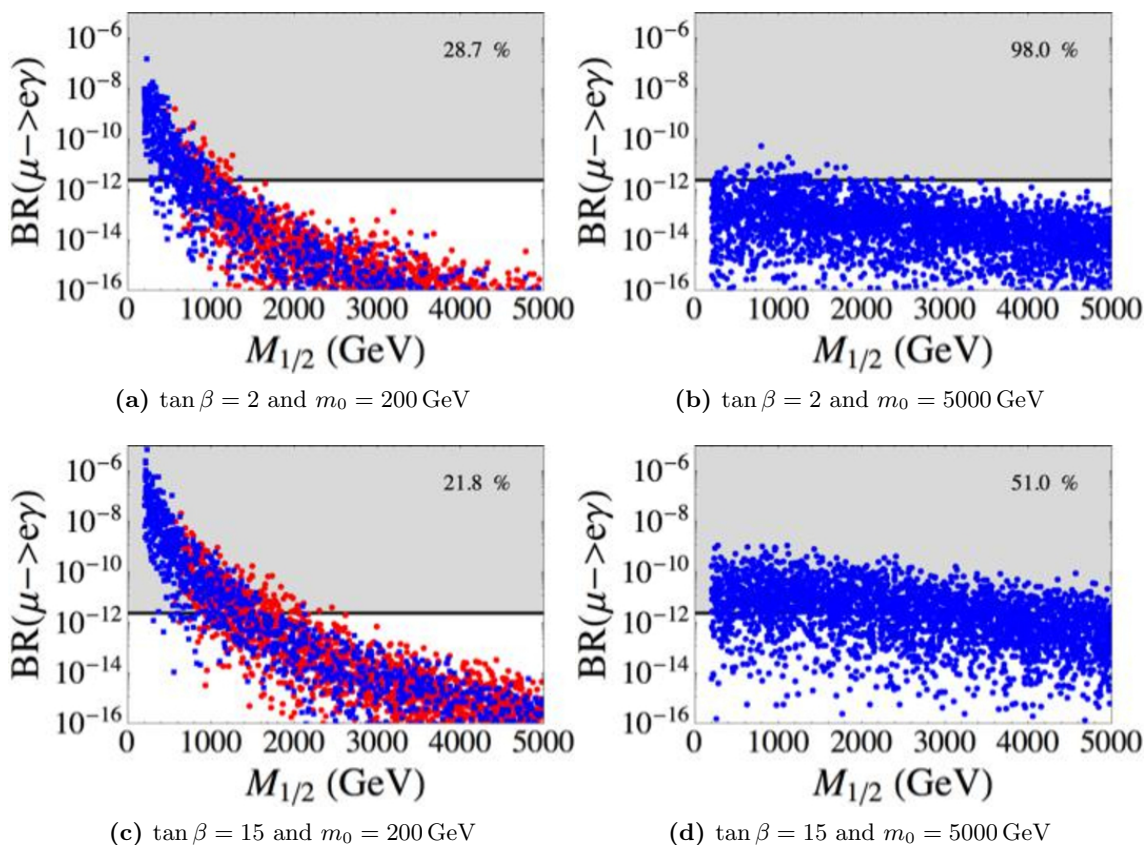 BR(μ−>eγ)
10⁻⁶
10⁻⁸
10⁻¹⁰
10⁻¹²
10⁻¹⁴
10⁻¹⁶
28.7 %
0 1000 2000 3000 4000 5000
M₁/₂ (GeV)
(a) tan β = 2 and m₀ = 200 GeV
BR(μ−>eγ)
10⁻⁶
10⁻⁸
10⁻¹⁰
10⁻¹²
10⁻¹⁴
10⁻¹⁶
98.0 %
0 1000 2000 3000 4000 5000
M₁/₂ (GeV)
(b) tan β = 2 and m₀ = 5000 GeV
BR(μ−>eγ)
10⁻⁶
10⁻⁸
10⁻¹⁰
10⁻¹²
10⁻¹⁴
10⁻¹⁶
21.8 %
0 1000 2000 3000 4000 5000
M₁/₂ (GeV)
(c) tan β = 15 and m₀ = 200 GeV
BR(μ−>eγ)
10⁻⁶
10⁻⁸
10⁻¹⁰
10⁻¹²
10⁻¹⁴
10⁻¹⁶
51.0 %
0 1000 2000 3000 4000 5000
M₁/₂ (GeV)
(d) tan β = 15 and m₀ = 5000 GeV